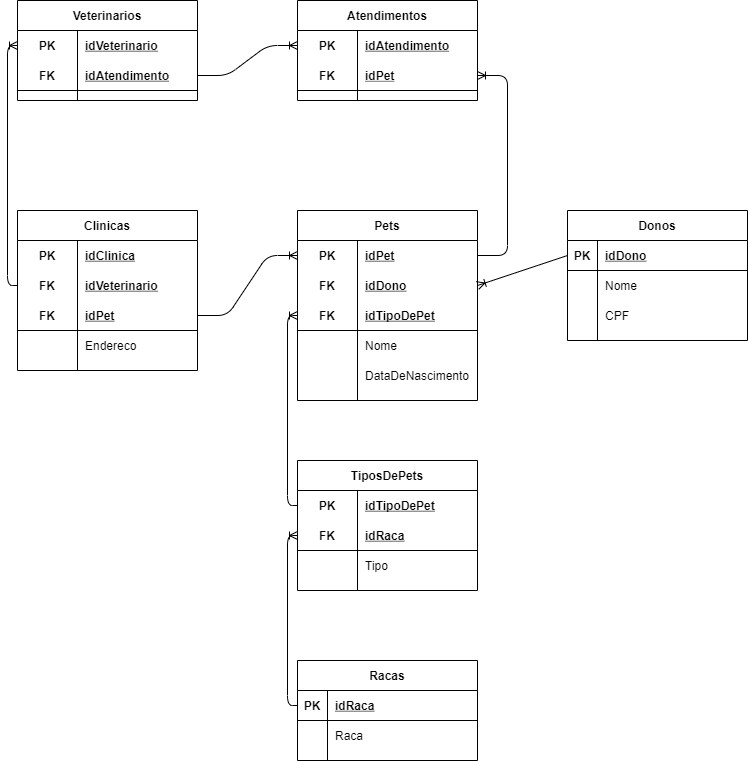 Veterinarios
PK idVeterinario
FK idAtendimento
Atendimentos
PK idAtendimento
FK idPet
Clinicas
PK idClinica
FK idVeterinario
FK idPet
Endereco
Pets
PK idPet
FK idDono
FK idTipoDePet
Nome
DataDeNascimento
Donos
PK idDono
Nome
CPF
TiposDePets
PK idTipoDePet
FK idRaca
Tipo
Racas
PK idRaca
Raca